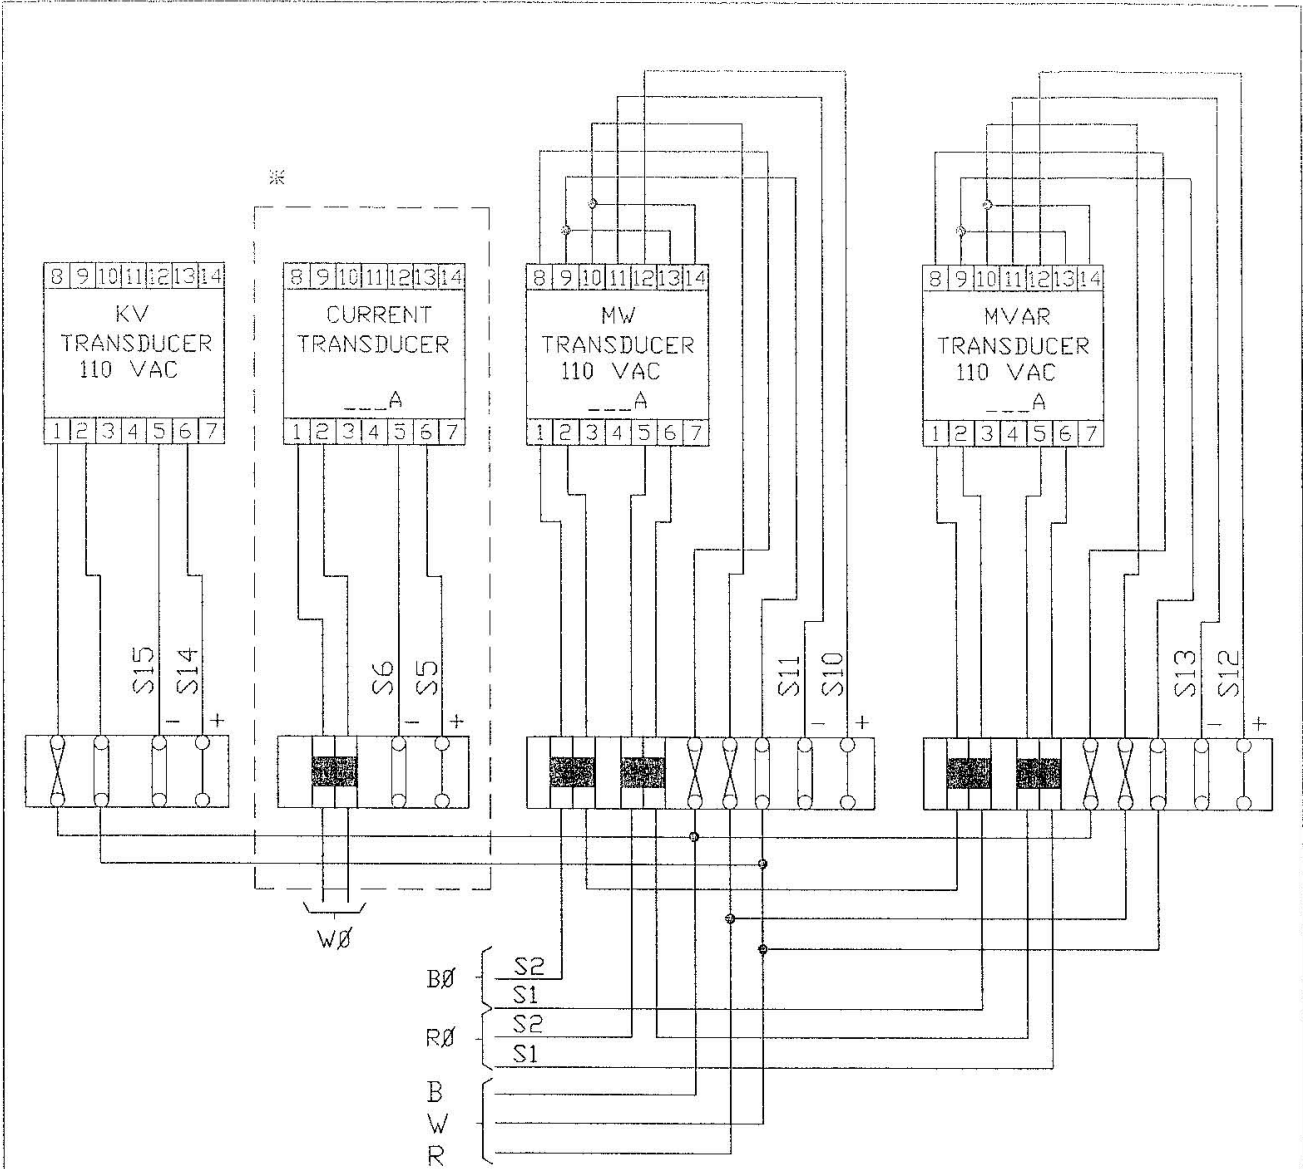 ※
8 9 10 11 12 13 14
KV
TRANSDUCER
110 VAC
1 2 3 4 5 6 7
8 9 10 11 12 13 14
CURRENT
TRANSDUCER
___A
1 2 3 4 5 6 7
8 9 10 11 12 13 14
MW
TRANSDUCER
110 VAC
___A
1 2 3 4 5 6 7
8 9 10 11 12 13 14
MVAR
TRANSDUCER
110 VAC
___A
1 2 3 4 5 6 7
S15
S14
- +
S6
S5
- +
S11
S10
- +
S13
S12
- +
WØ
BØ
S2
S1
RØ
S2
S1
B
W
R